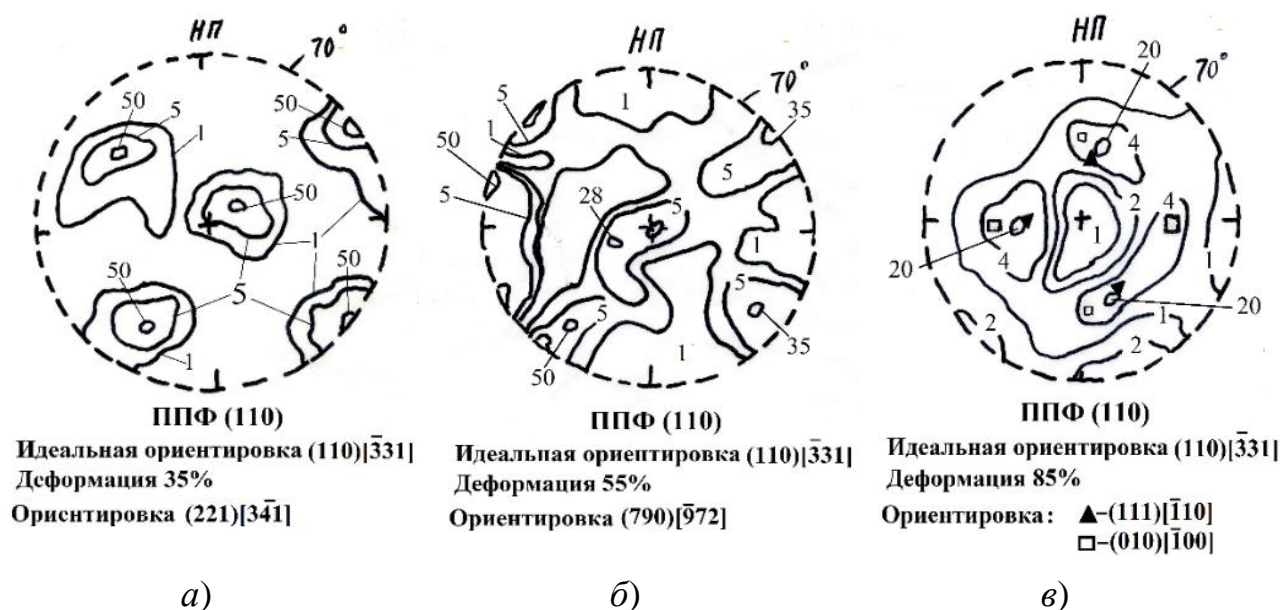 НП
70°
50
5
1
50
5
50
1
50
50
5
1
ППФ (110)
Идеальная ориентировка (110)[3̄31]
Деформация 35%
Ориентировка (221)[34̄1]
а)
НП
70°
1
5
35
1
50
5
5
28
5
1
5
5
35
50
1
ППФ (110)
Идеальная ориентировка (110)[3̄31]
Деформация 55%
Ориентировка (790)[9̄72]
б)
НП
20
70°
4
2
4
1
4
20
1
20
2
1
2
ППФ (110)
Идеальная ориентировка (110)[3̄31]
Деформация 85%
Ориентировка: ▲–(111)[1̄10]
□–(010)[1̄00]
в)